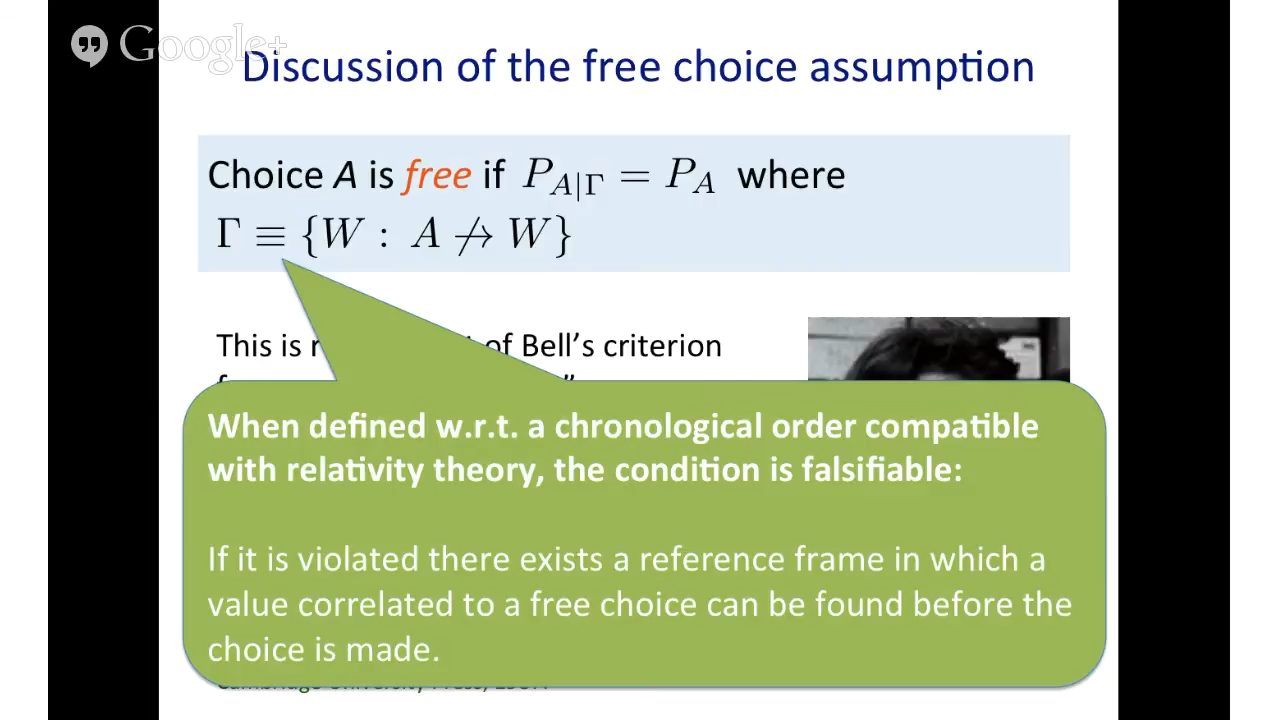 Google+
Discussion of the free choice assumption
Choice A is free if P_{A|Γ} = P_A where
Γ ≡ {W : A ↛ W}
This is of Bell's criterion
When defined w.r.t. a chronological order compatible
with relativity theory, the condition is falsifiable:
If it is violated there exists a reference frame in which a
value correlated to a free choice can be found before the
choice is made.